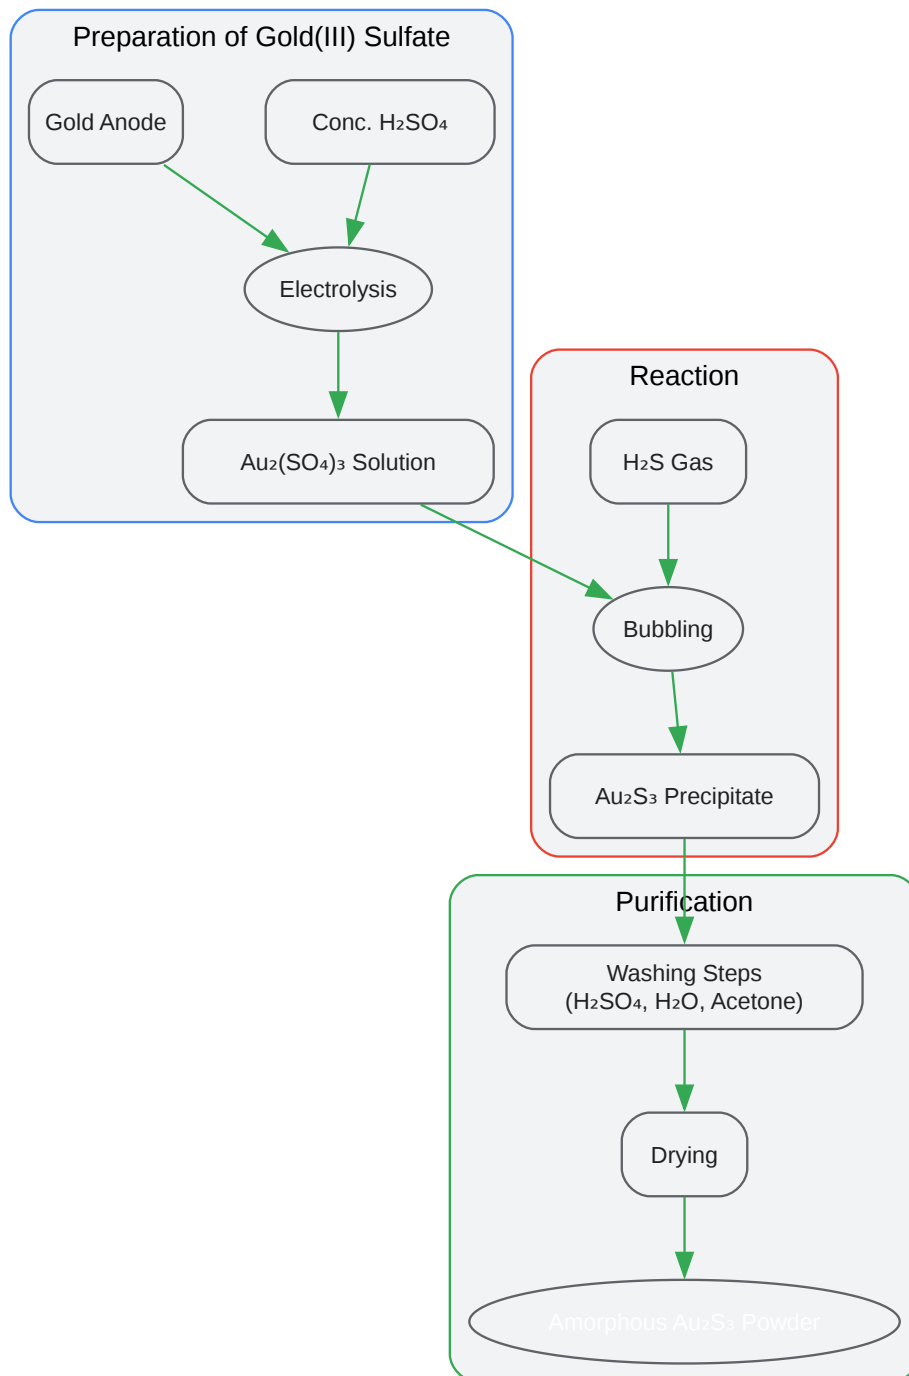 Preparation of Gold(III) Sulfate
Gold Anode
Conc. H₂SO₄
Electrolysis
Au₂(SO₄)₃ Solution
Reaction
H₂S Gas
Bubbling
Au₂S₃ Precipitate
Purification
Washing Steps
(H₂SO₄, H₂O, Acetone)
Drying
Amorphous Au₂S₃ Powder